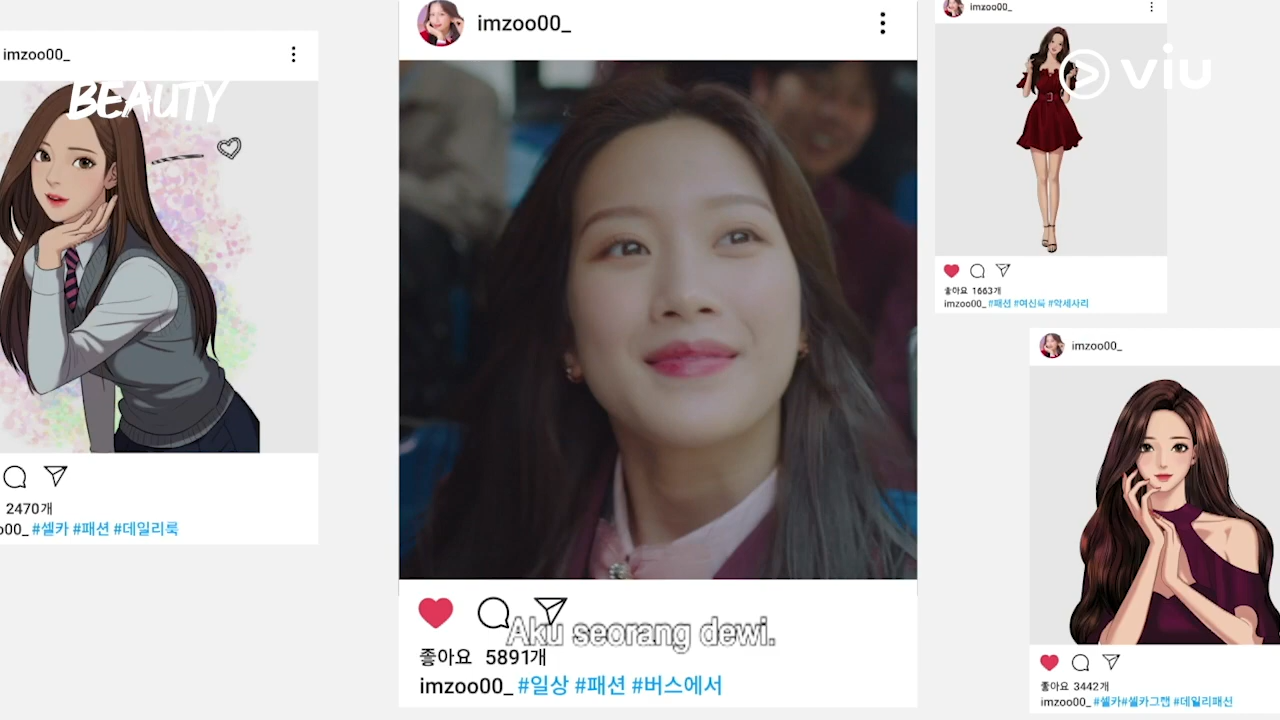 imzoo00_
BEAUTY
2470개
#셀카 #패션 #데일리룩
imzoo00_
Aku seorang dewi.
좋아요 5891개
imzoo00_ #일상 #패션 #버스에서
imzoo00_
viu
좋아요 1663개
imzoo00_ #패션 #여신룩 #악세사리
imzoo00_
좋아요 3442개
imzoo00_ #셀카#셀카그램 #데일리패션